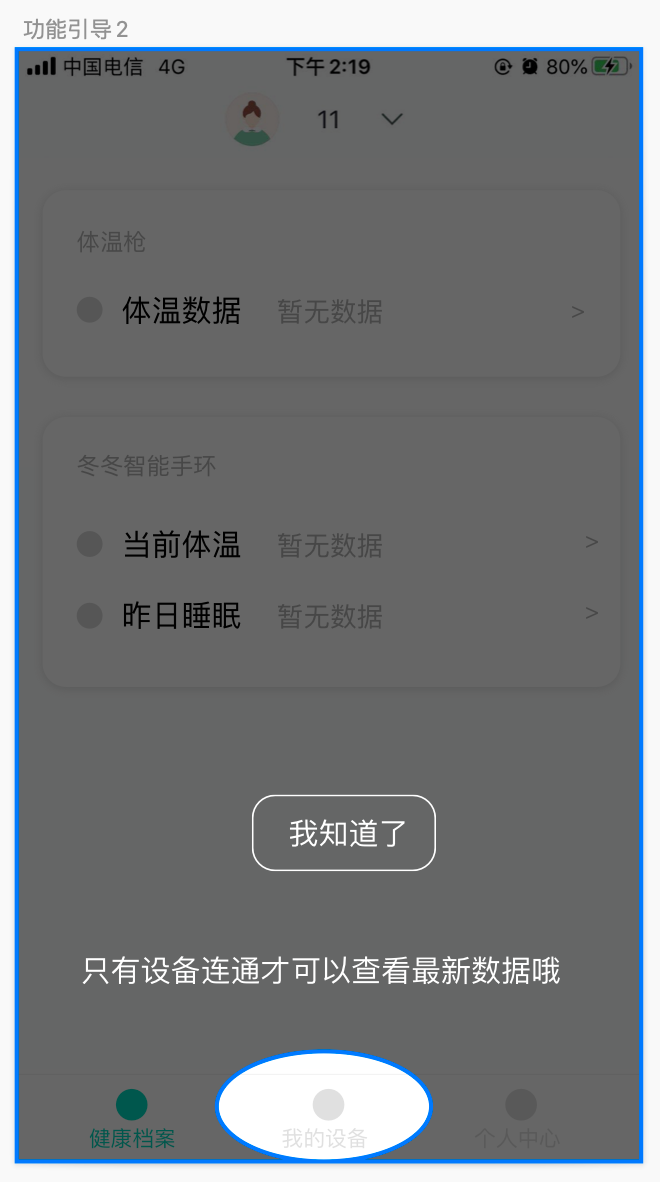 功能引导 2
中国电信 4G 下午 2:19 80%
11
体温枪
体温数据 暂无数据 >
冬冬智能手环
当前体温 暂无数据 >
昨日睡眠 暂无数据 >
我知道了
只有设备连通才可以查看最新数据哦
健康档案 我的设备 个人中心